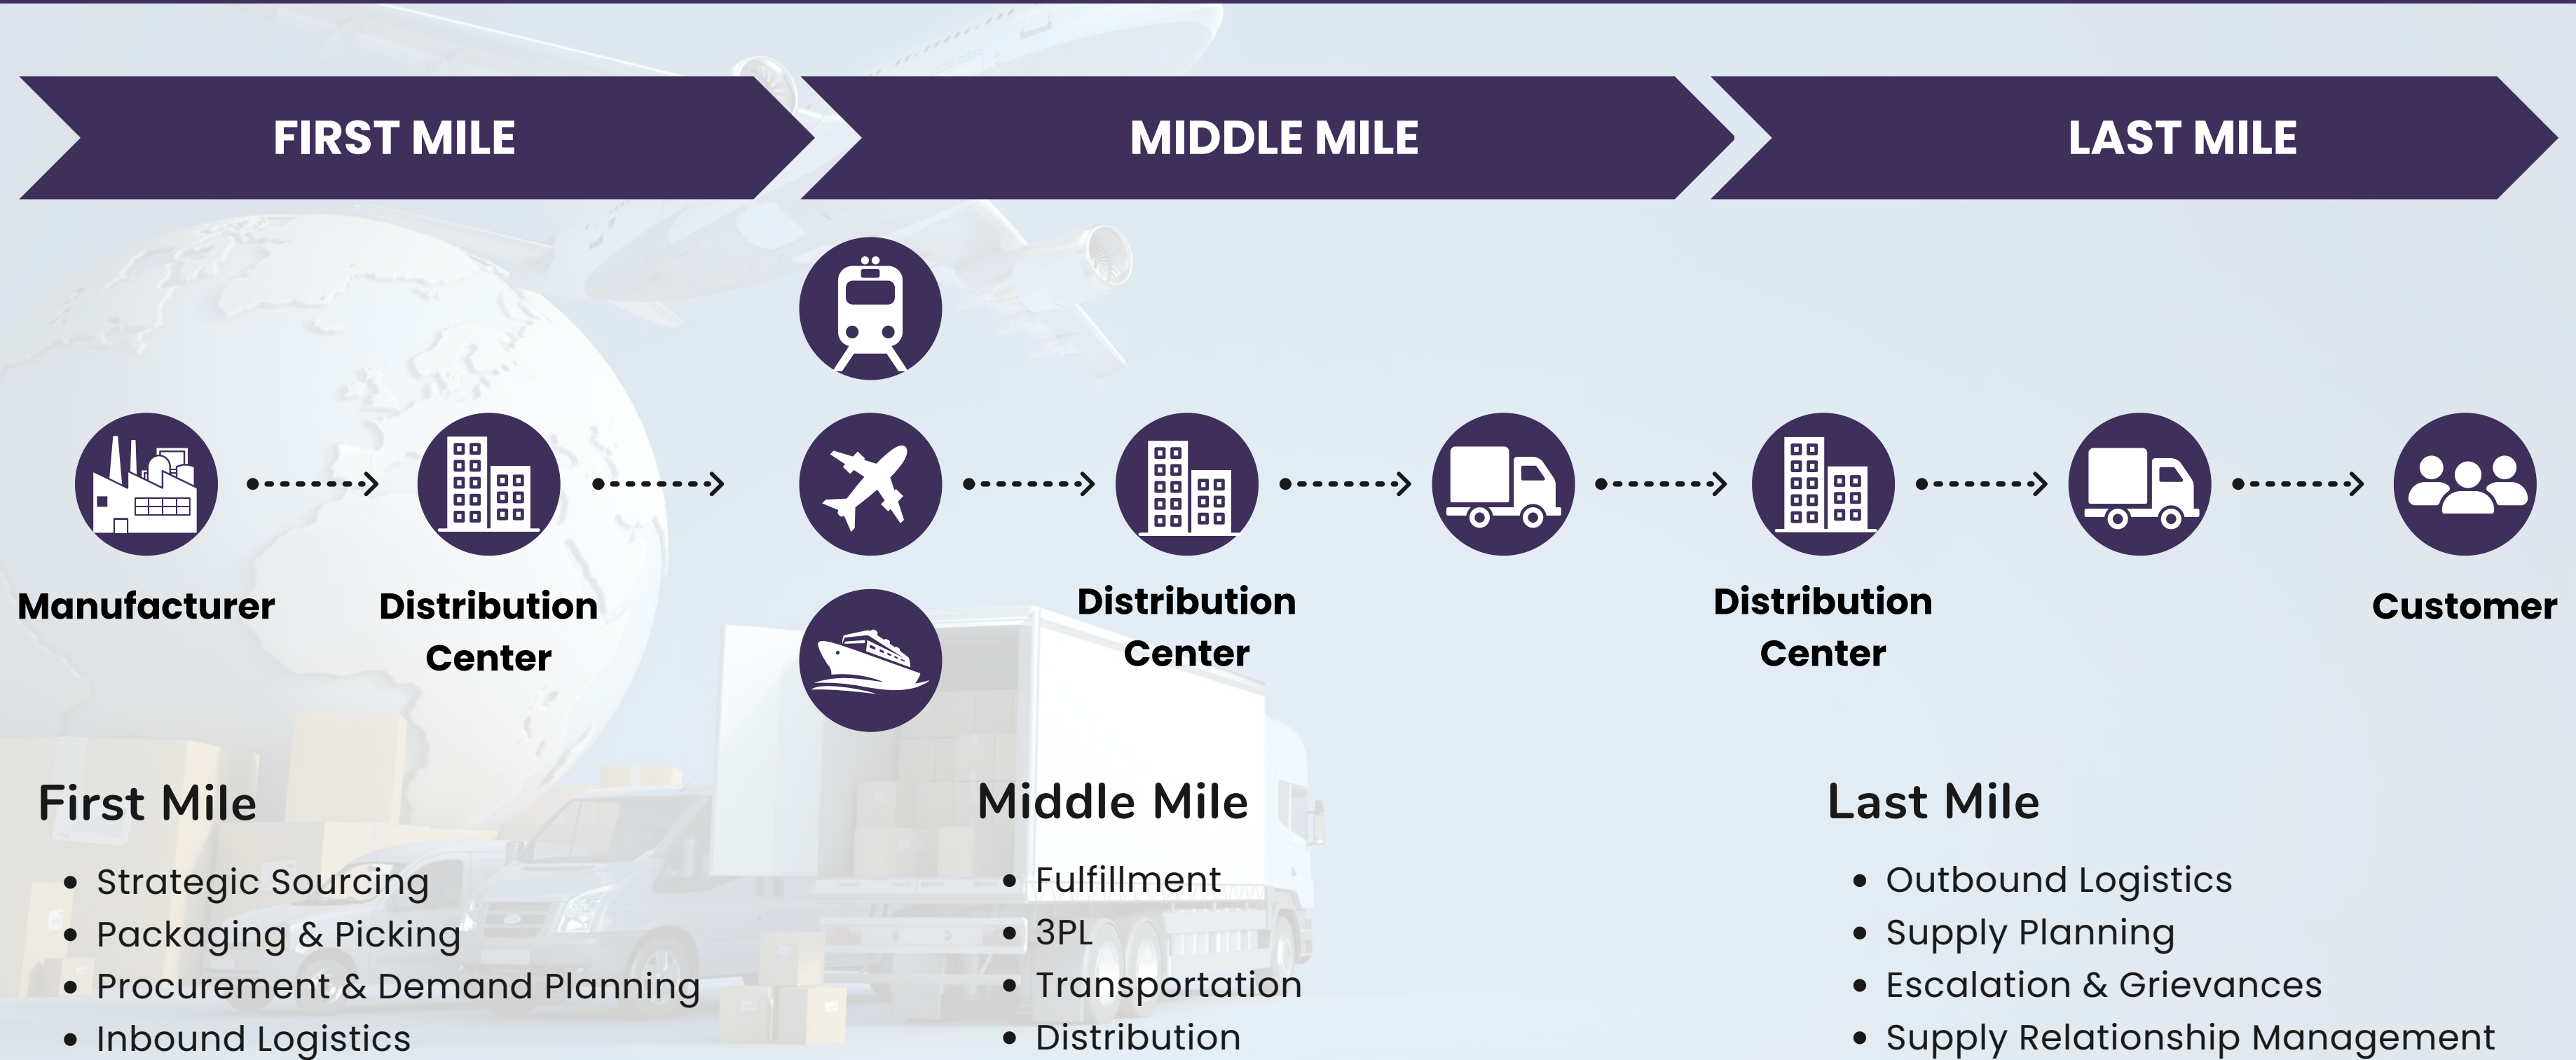 FIRST MILE
MIDDLE MILE
LAST MILE
Manufacturer
Distribution
Center
Distribution
Center
Distribution
Center
Customer
First Mile
• Strategic Sourcing
• Packaging & Picking
• Procurement & Demand Planning
• Inbound Logistics
Middle Mile
• Fulfillment
• 3PL
• Transportation
• Distribution
Last Mile
• Outbound Logistics
• Supply Planning
• Escalation & Grievances
• Supply Relationship Management